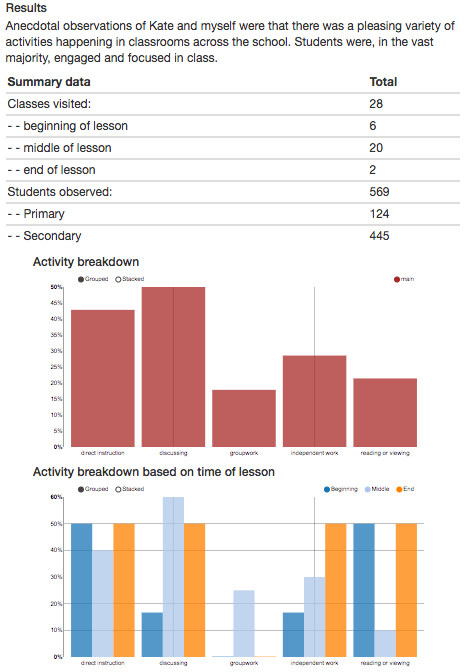 Results
Anecdotal observations of Kate and myself were that there was a pleasing variety of
activities happening in classrooms across the school. Students were, in the vast
majority, engaged and focused in class.
Summary data Total
Classes visited: 28
- - beginning of lesson 6
- - middle of lesson 20
- - end of lesson 2
Students observed: 569
- - Primary 124
- - Secondary 445
Activity breakdown
Grouped Stacked main
50%
45%
40%
35%
30%
25%
20%
15%
10%
5%
0%
direct instruction discussing groupwork independent work reading or viewing
Activity breakdown based on time of lesson
Grouped Stacked Beginning Middle End
60%
50%
40%
30%
20%
10%
0%
direct instruction discussing groupwork independent work reading or viewing